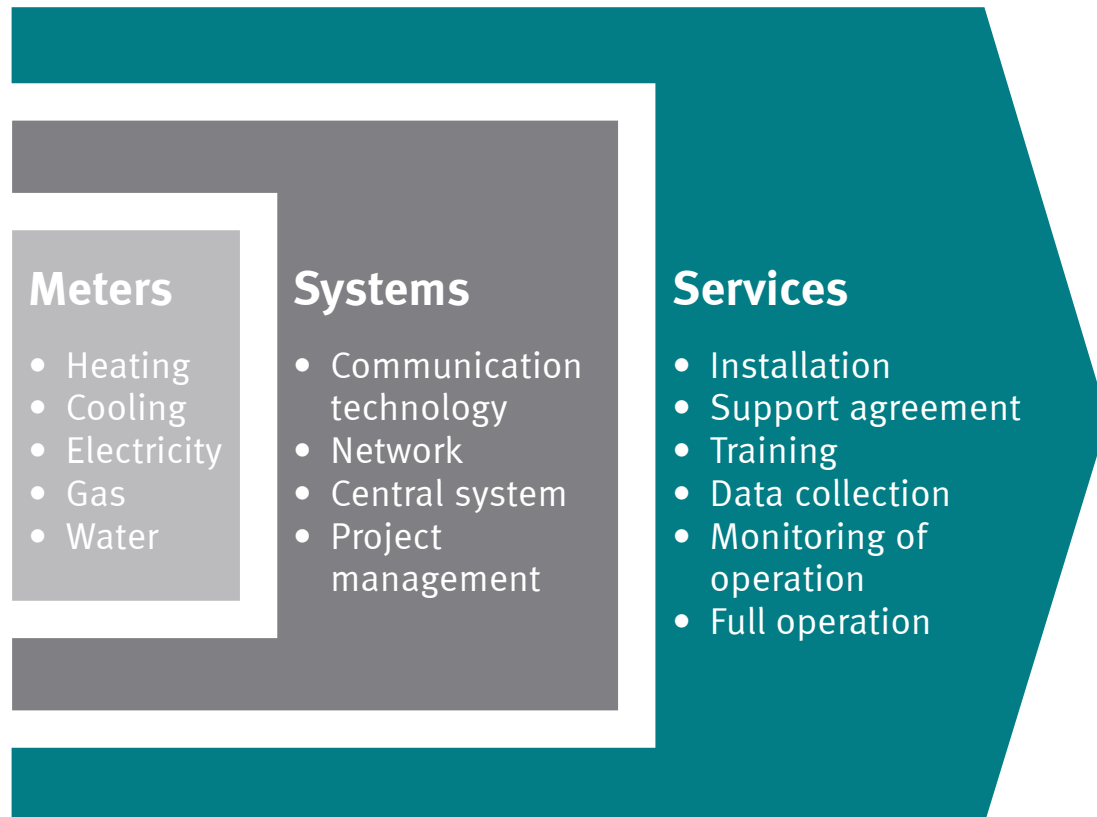 Meters
• Heating
• Cooling
• Electricity
• Gas
• Water
Systems
• Communication
technology
• Network
• Central system
• Project
management
Services
• Installation
• Support agreement
• Training
• Data collection
• Monitoring of
operation
• Full operation